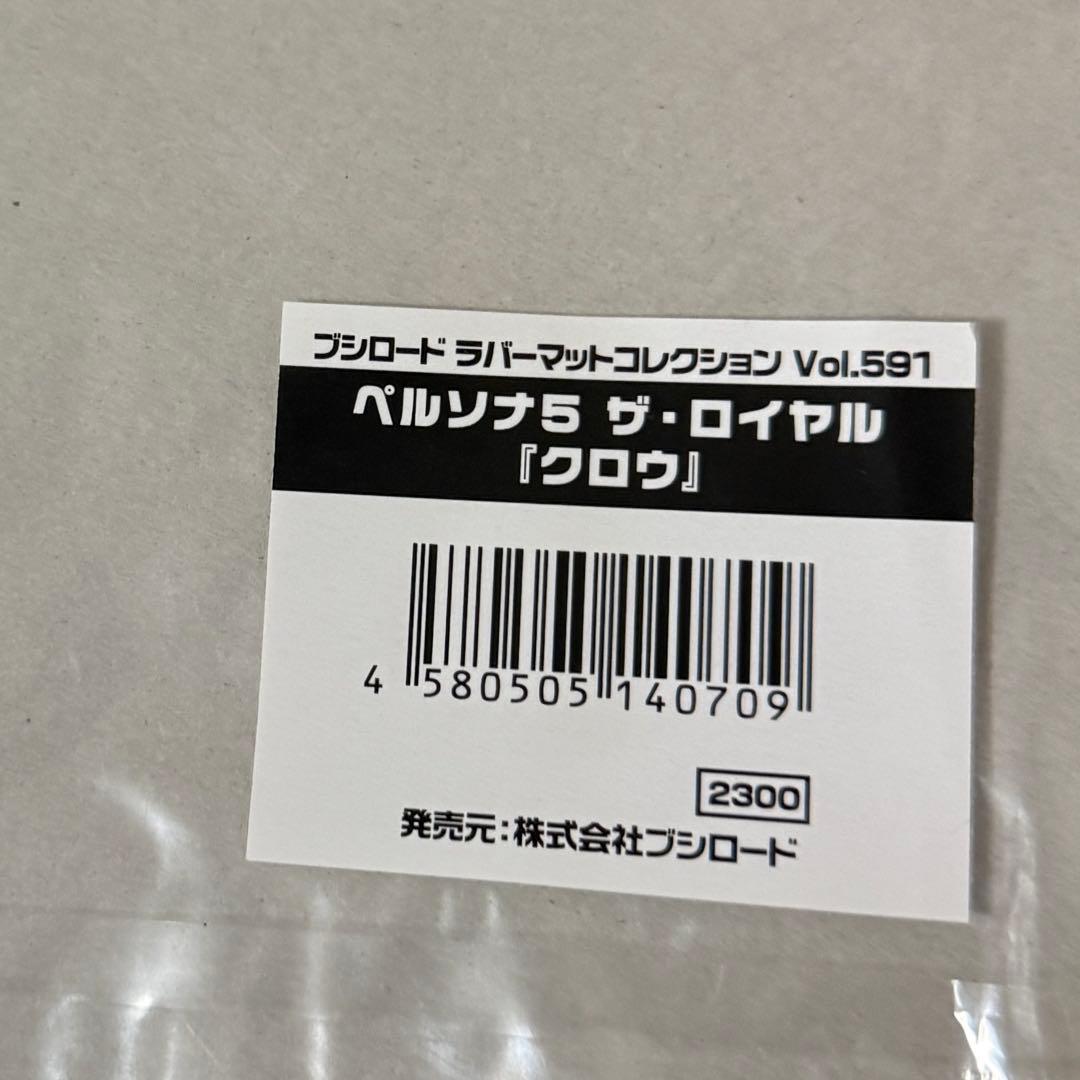 ブシロード ラバーマットコレクション Vol.591
ペルソナ5 ザ・ロイヤル
『クロウ』
4 580505 140709
2300
発売元:株式会社ブシロード